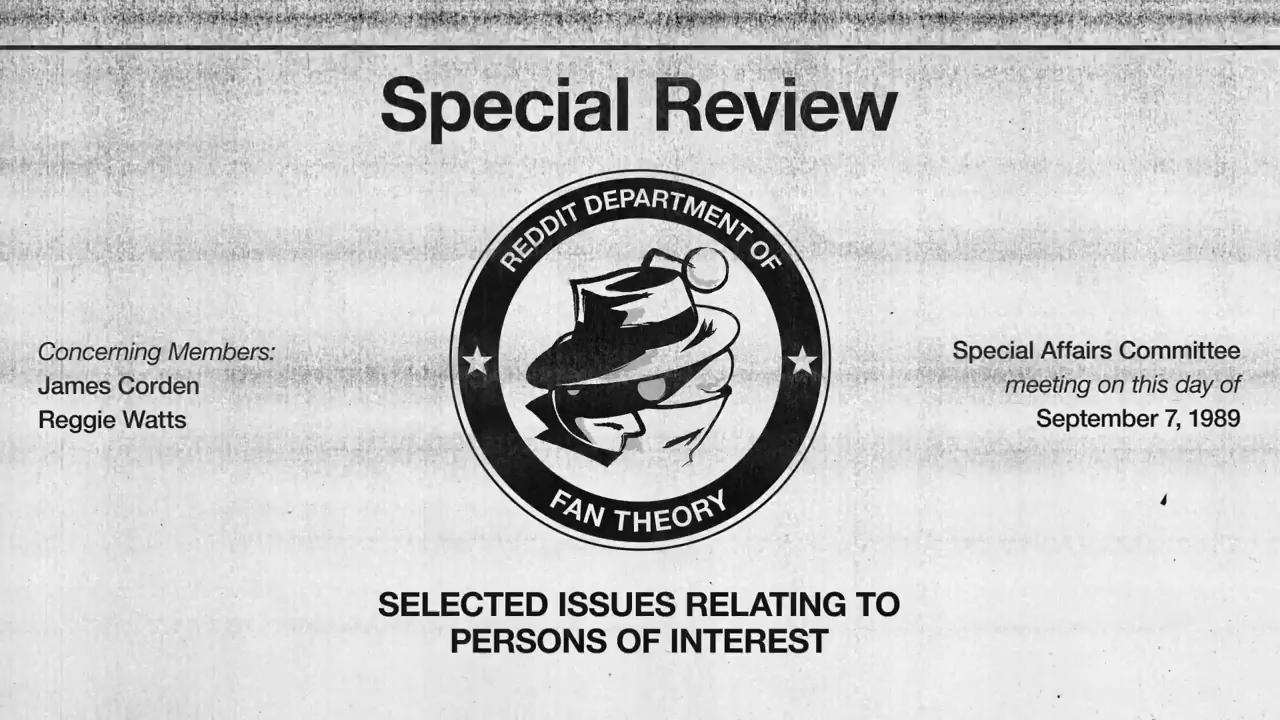 Special Review
REDDIT DEPARTMENT OF
FAN THEORY
Concerning Members:
James Corden
Reggie Watts
Special Affairs Committee
meeting on this day of
September 7, 1989
SELECTED ISSUES RELATING TO
PERSONS OF INTEREST